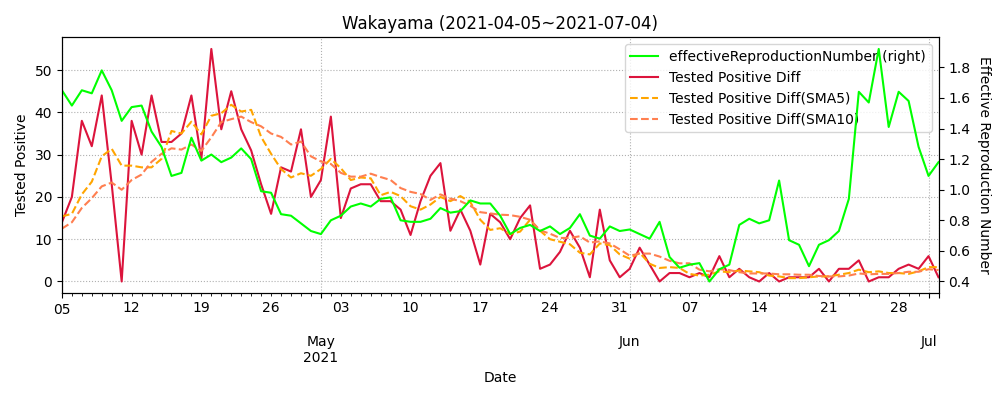 Wakayama (2021-04-05~2021-07-04)
effectiveReproductionNumber (right)
Tested Positive Diff
Tested Positive Diff(SMA5)
Tested Positive Diff(SMA10)
Tested Positive
50
40
30
20
10
0
Effective Reproduction Number
1.8
1.6
1.4
1.2
1.0
0.8
0.6
0.4
05 12 19 26 03 10 17 24 31 07 14 21 28
May Jun Jul
2021
Date